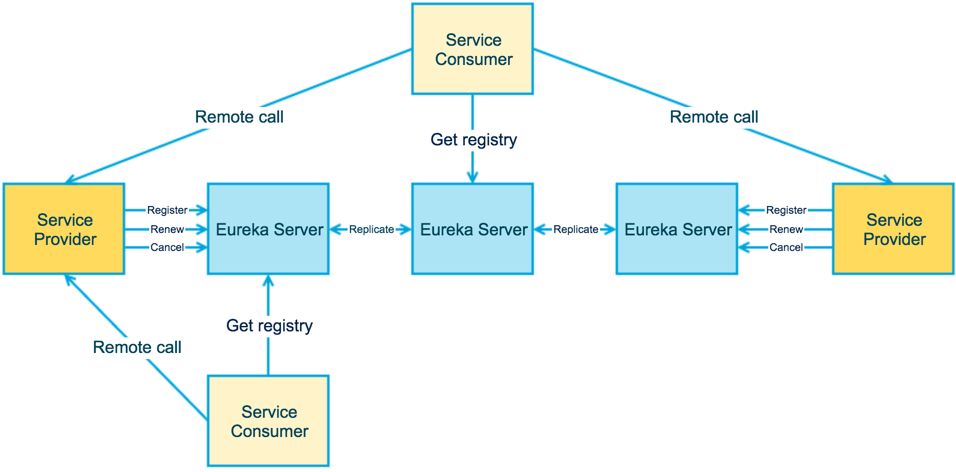 Service
Consumer
Remote call
Remote call
Get registry
Service
Provider
Register
Renew
Cancel
Eureka Server
Replicate
Eureka Server
Replicate
Eureka Server
Register
Renew
Cancel
Service
Provider
Get registry
Remote call
Service
Consumer